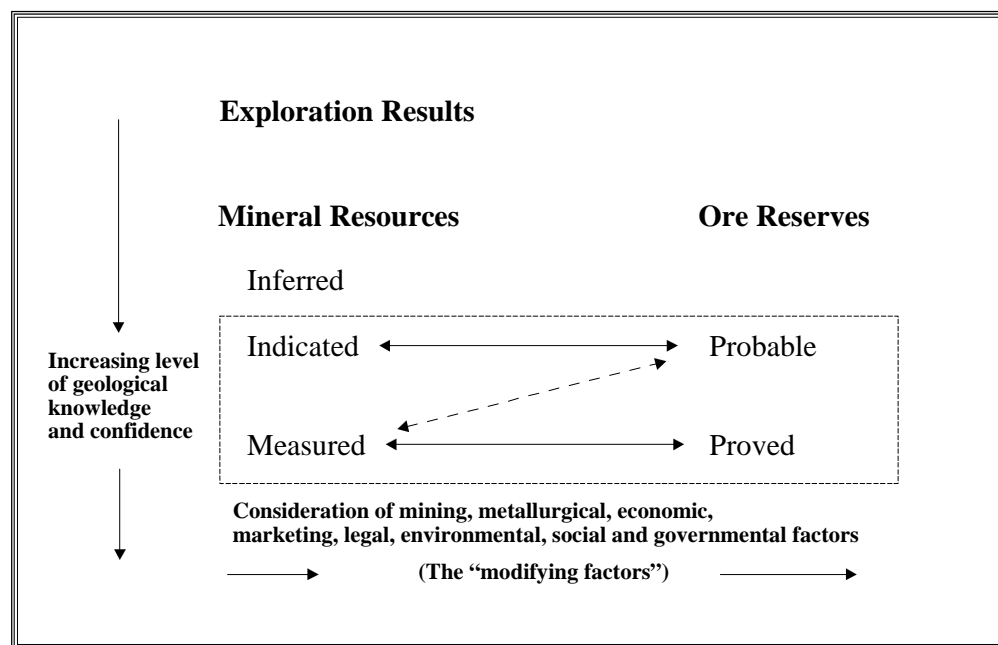 Exploration Results
Mineral Resources
Ore Reserves
Inferred
Indicated
Probable
Increasing level
of geological
knowledge
and confidence
Measured
Proved
Consideration of mining, metallurgical, economic,
marketing, legal, environmental, social and governmental factors
(The “modifying factors”)